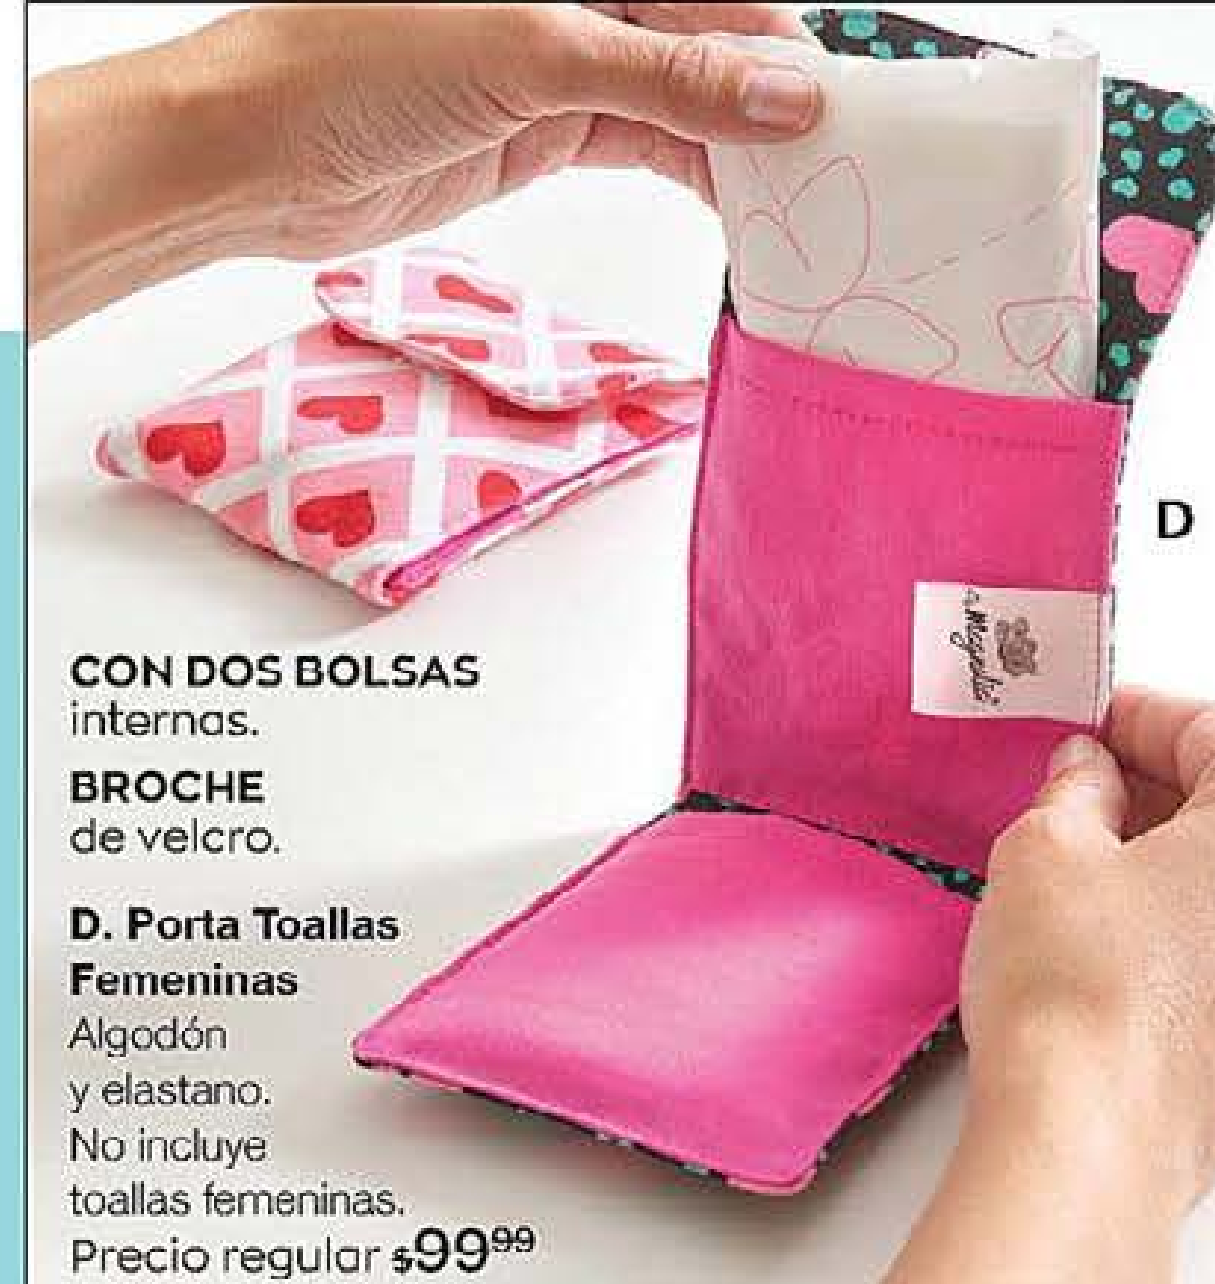 D
CON DOS BOLSAS
internas.
BROCHE
de velcro.
D. Porta Toallas
Femeninas
Algodón
y elastano.
No incluye
toallas femeninas.
Precio regular $99⁹⁹